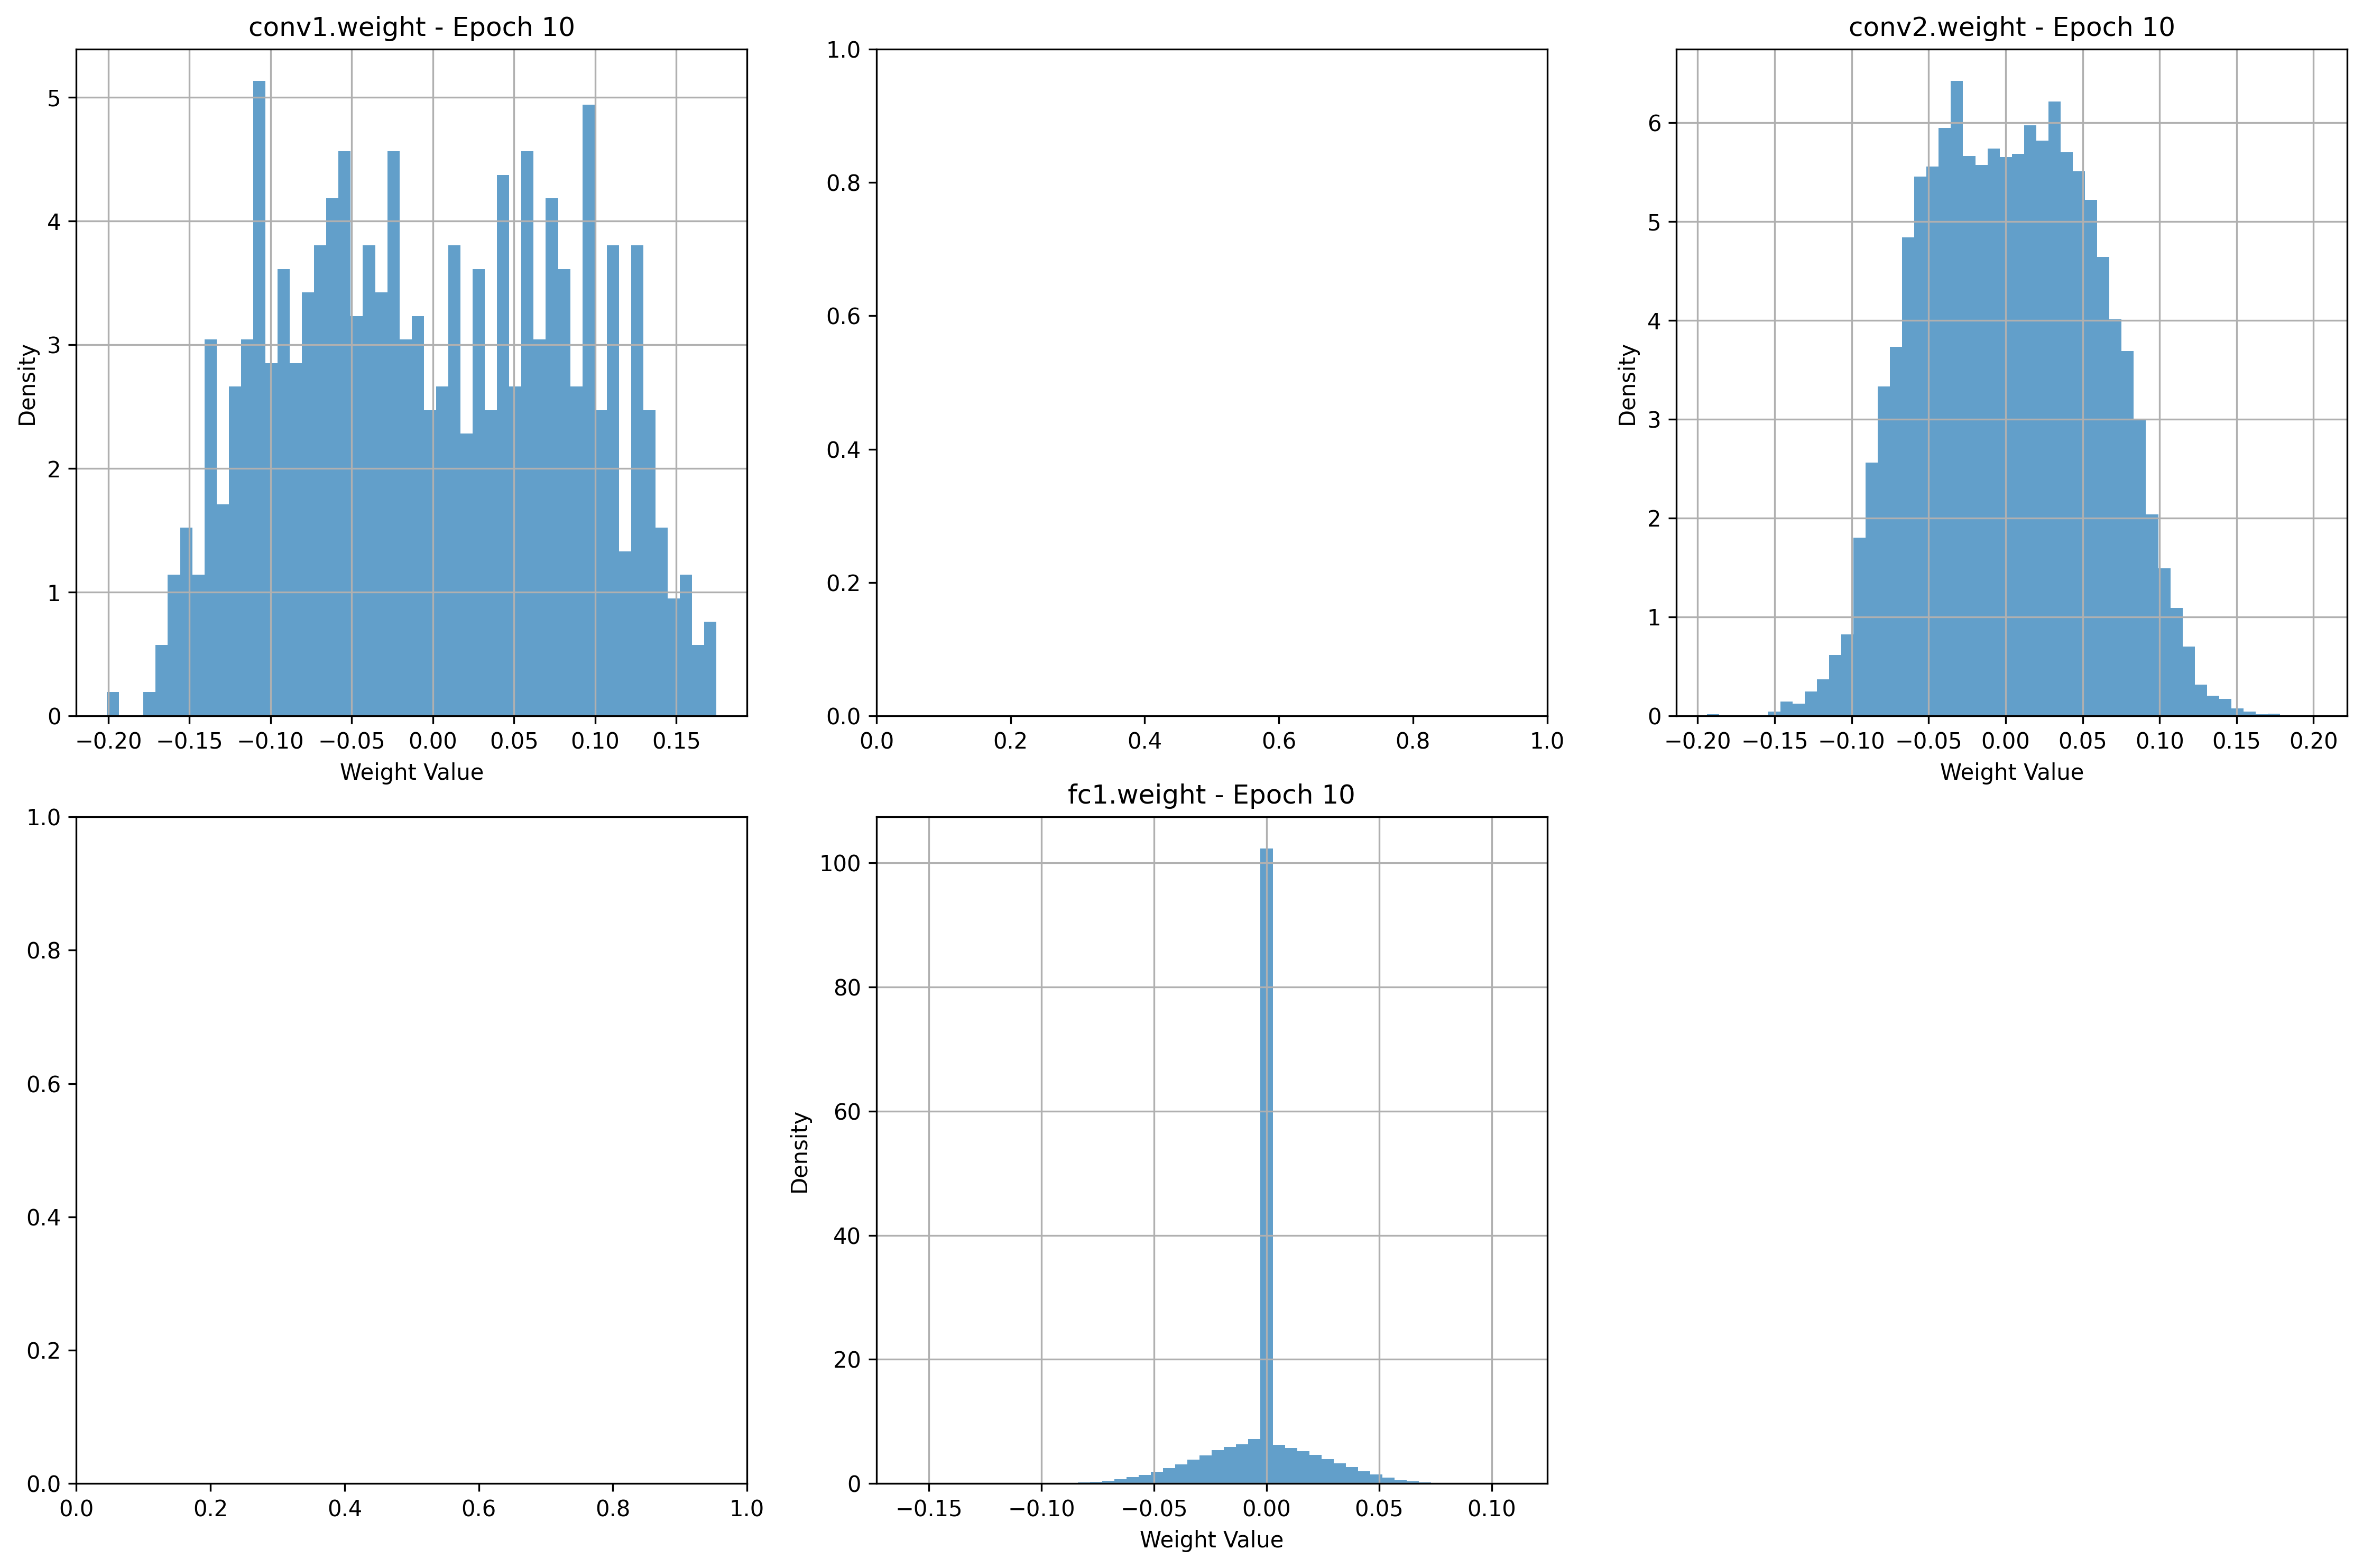 conv1.weight - Epoch 10
Density
5
4
3
2
1
0
−0.20 −0.15 −0.10 −0.05 0.00 0.05 0.10 0.15
Weight Value
1.0
0.8
0.6
0.4
0.2
0.0
0.0 0.2 0.4 0.6 0.8 1.0
conv2.weight - Epoch 10
Density
6
5
4
3
2
1
0
−0.20 −0.15 −0.10 −0.05 0.00 0.05 0.10 0.15 0.20
Weight Value
1.0
0.8
0.6
0.4
0.2
0.0
0.0 0.2 0.4 0.6 0.8 1.0
fc1.weight - Epoch 10
Density
100
80
60
40
20
0
−0.15 −0.10 −0.05 0.00 0.05 0.10
Weight Value